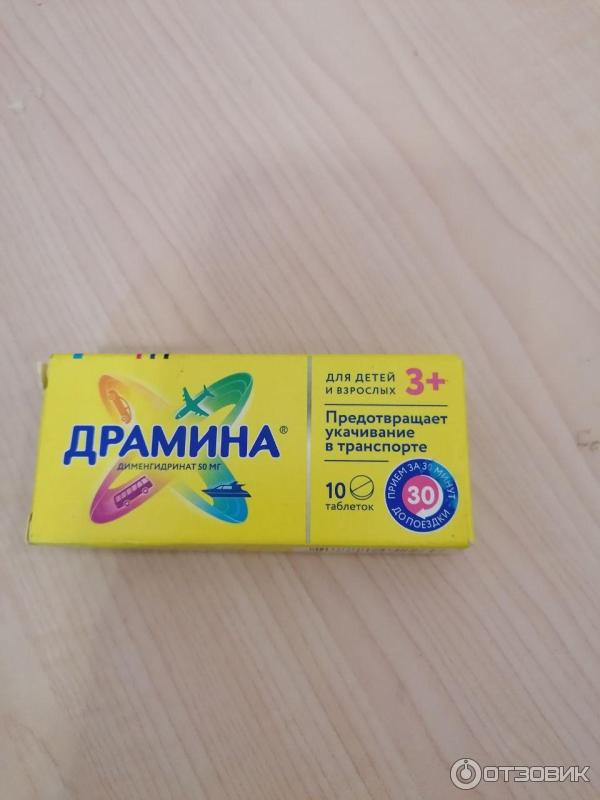 ДРАМИНА®
ДИМЕНГИДРИНАТ 50 МГ
ДЛЯ ДЕТЕЙ
И ВЗРОСЛЫХ 3+
Предотвращает
укачивание
в транспорте
10
таблеток
ПРИЕМ ЗА 30 МИНУТ
30
ДО ПОЕЗДКИ
ОТЗОВИК